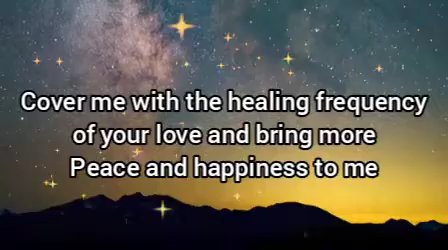 Cover me with the healing frequency
of your love and bring more
Peace and happiness to me